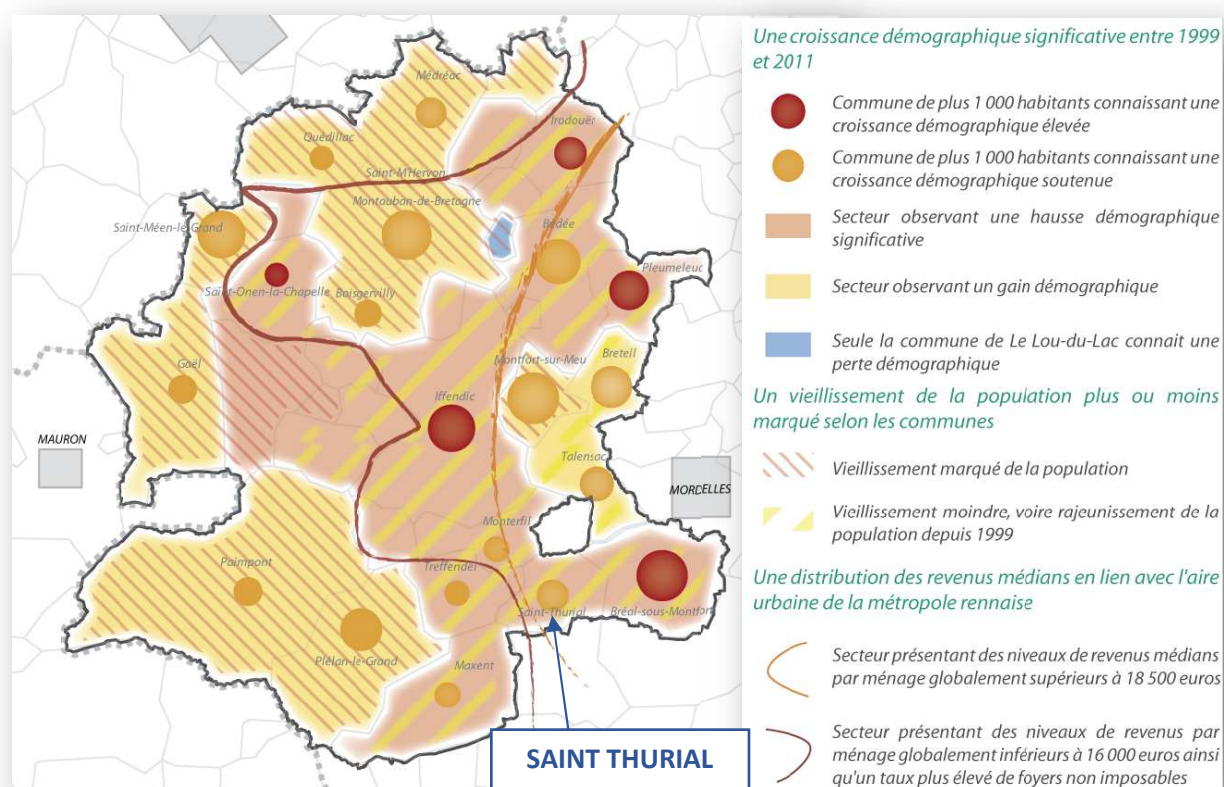 Médréac
Irodouër
Quédillac
Saint-M'Hervon
Montauban-de-Bretagne
Saint-Méen-le-Grand
Bédée
Pleumeleuc
Saint-Onen-la-Chapelle
Boisgervilly
Gaël
Montfort-sur-Meu
Breteil
Iffendic
MAURON
Talensac
MORDELLES
Monterfil
Paimpont
Treffendel
Saint-Thurial
Bréal-sous-Montfort
Plélan-le-Grand
Maxent
SAINT THURIAL
Une croissance démographique significative entre 1999
et 2011
Commune de plus 1 000 habitants connaissant une
croissance démographique élevée
Commune de plus 1 000 habitants connaissant une
croissance démographique soutenue
Secteur observant une hausse démographique
significative
Secteur observant un gain démographique
Seule la commune de Le Lou-du-Lac connait une
perte démographique
Un vieillissement de la population plus ou moins
marqué selon les communes
Vieillissement marqué de la population
Vieillissement moindre, voire rajeunissement de la
population depuis 1999
Une distribution des revenus médians en lien avec l'aire
urbaine de la métropole rennaise
Secteur présentant des niveaux de revenus médians
par ménage globalement supérieurs à 18 500 euros
Secteur présentant des niveaux de revenus par
ménage globalement inférieurs à 16 000 euros ainsi
qu'un taux plus élevé de foyers non imposables